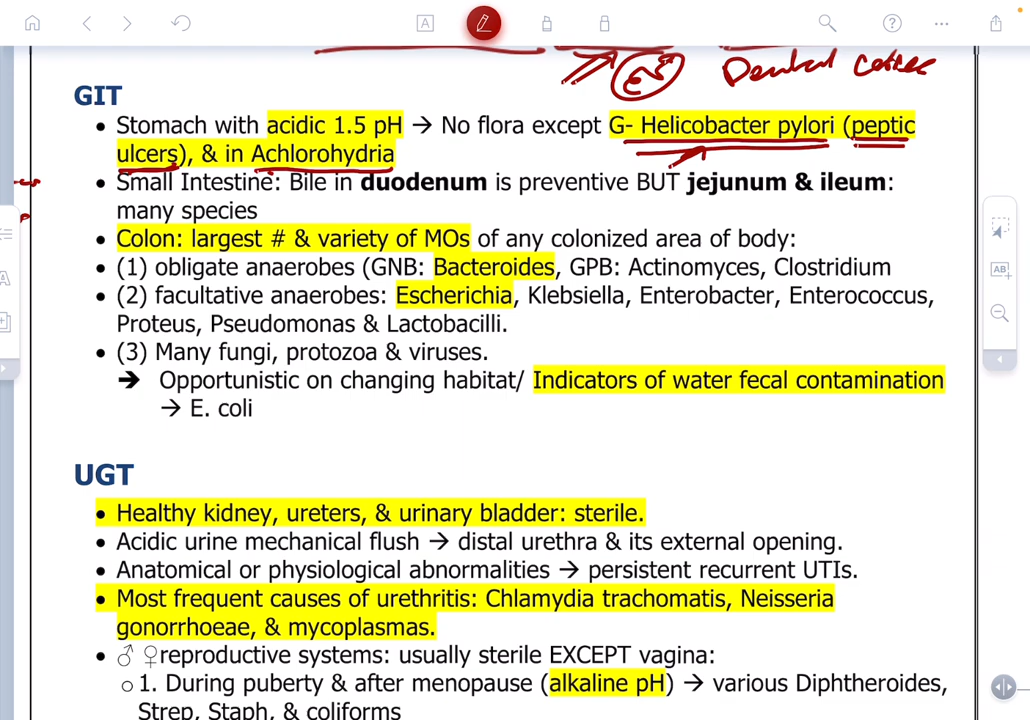 Dental caries
GIT
• Stomach with acidic 1.5 pH → No flora except G- Helicobacter pylori (peptic
ulcers), & in Achlorohydria
• Small Intestine: Bile in duodenum is preventive BUT jejunum & ileum:
many species
• Colon: largest # & variety of MOs of any colonized area of body:
• (1) obligate anaerobes (GNB: Bacteroides, GPB: Actinomyces, Clostridium
• (2) facultative anaerobes: Escherichia, Klebsiella, Enterobacter, Enterococcus,
Proteus, Pseudomonas & Lactobacilli.
• (3) Many fungi, protozoa & viruses.
➔ Opportunistic on changing habitat/ Indicators of water fecal contamination
→ E. coli
UGT
• Healthy kidney, ureters, & urinary bladder: sterile.
• Acidic urine mechanical flush → distal urethra & its external opening.
• Anatomical or physiological abnormalities → persistent recurrent UTIs.
• Most frequent causes of urethritis: Chlamydia trachomatis, Neisseria
gonorrhoeae, & mycoplasmas.
• ♂ ♀reproductive systems: usually sterile EXCEPT vagina:
○ 1. During puberty & after menopause (alkaline pH) → various Diphtheroides,
Strep, Staph, & coliforms